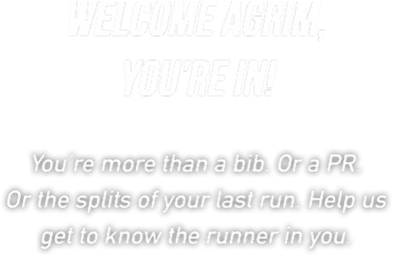 WELCOME AGRIM,
YOU'RE IN!
You're more than a bib. Or a PR.
Or the splits of your last run. Help us
get to know the runner in you.